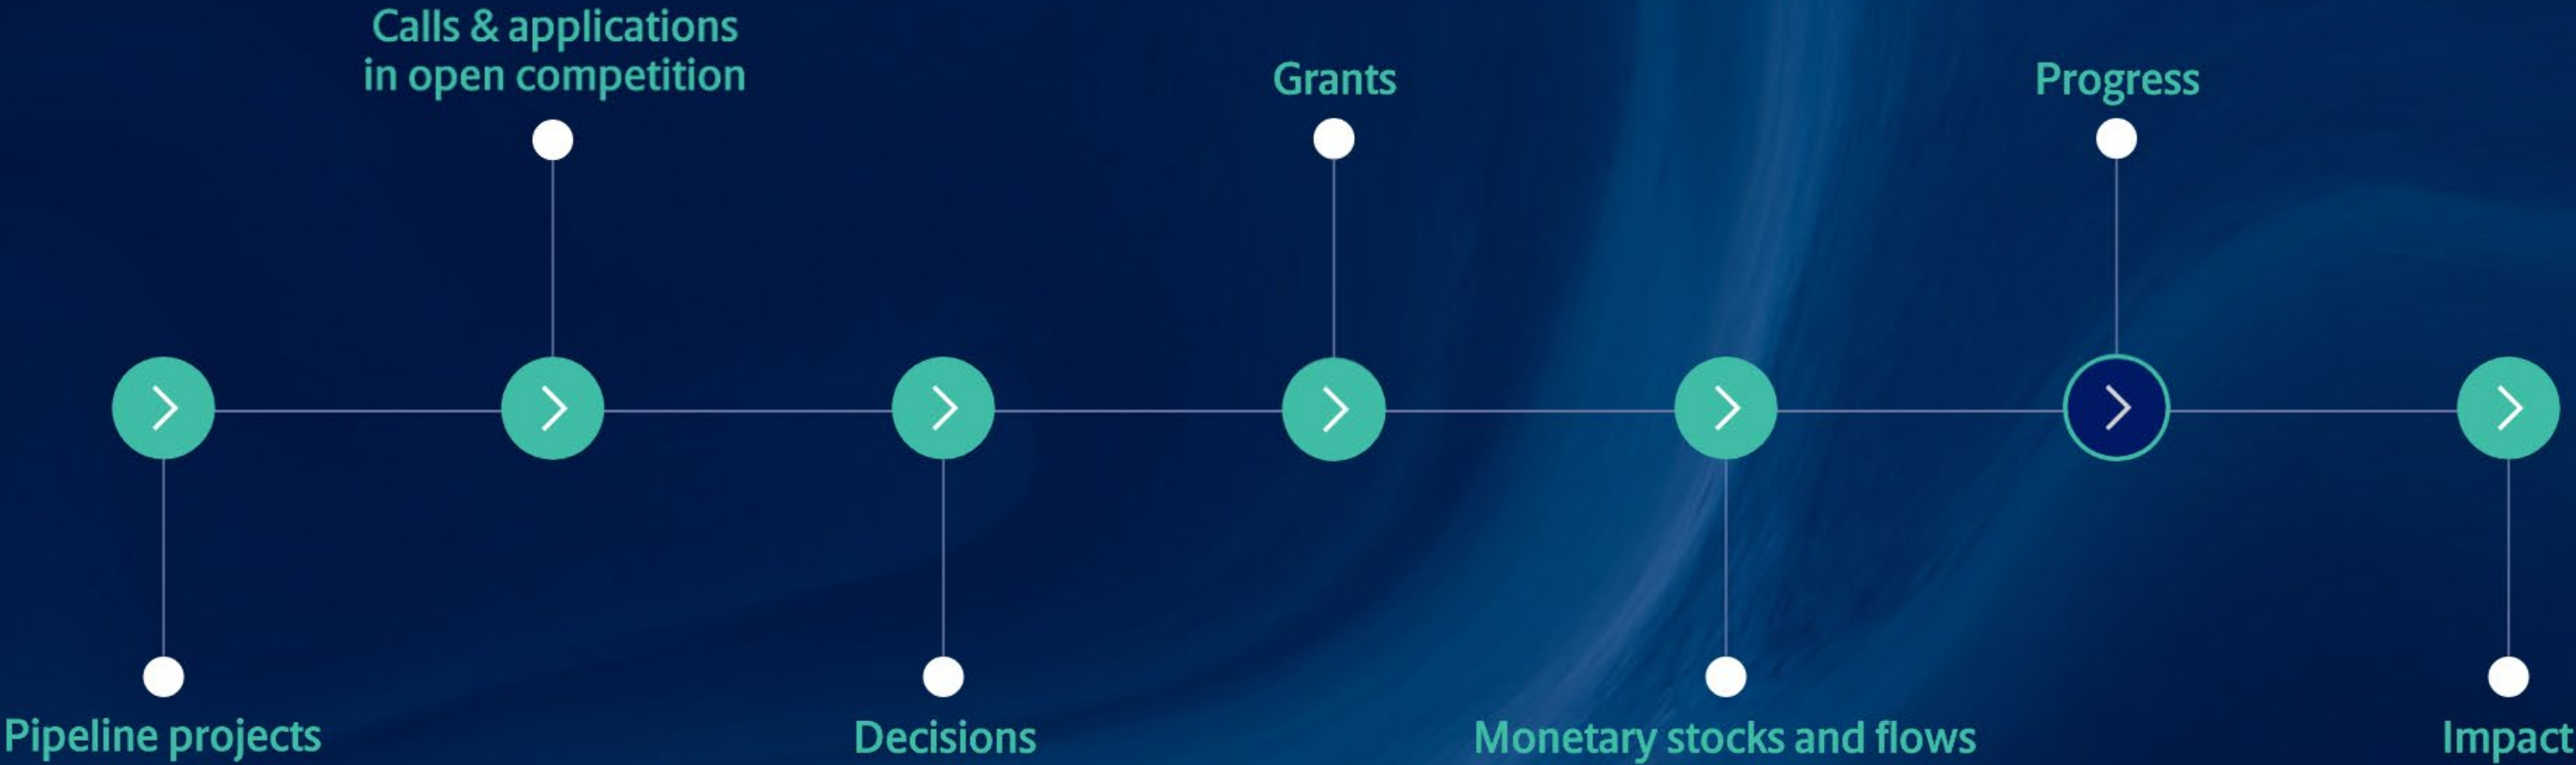 Calls & applications
in open competition
Grants
Progress
Pipeline projects
Decisions
Monetary stocks and flows
Impact